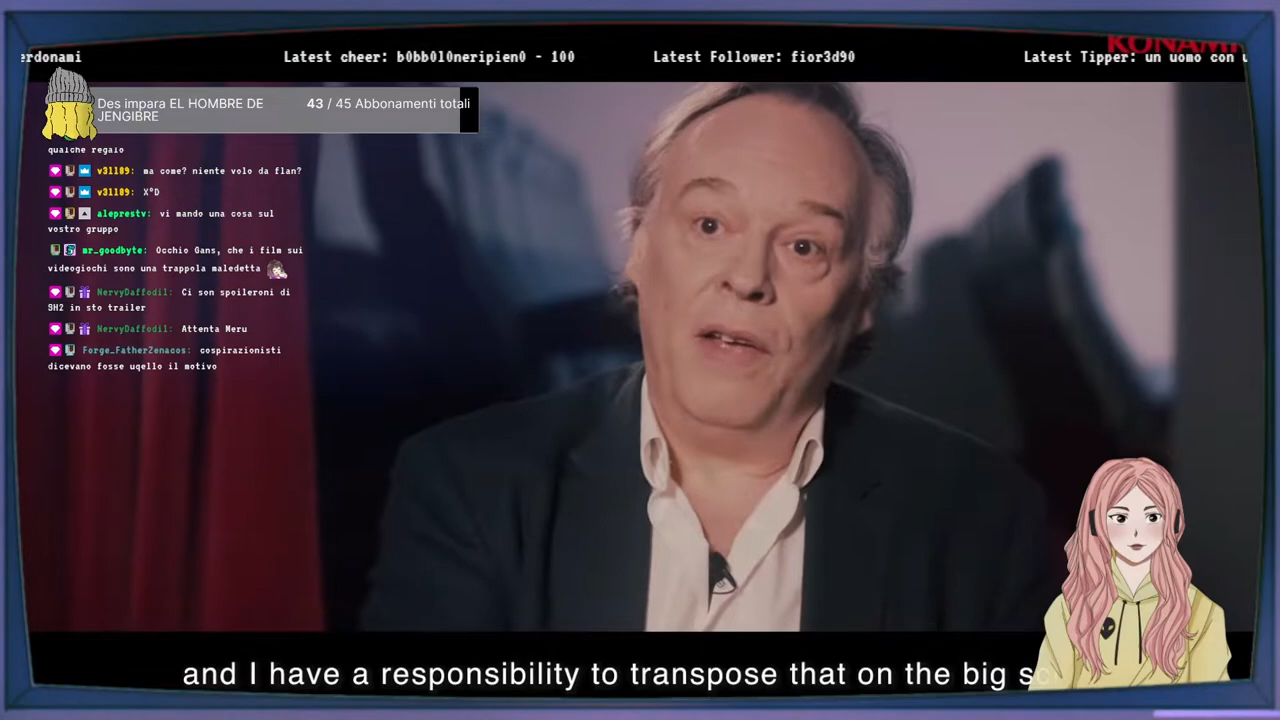 KONAMI
erdonami Latest cheer: b0bb0l0neripien0 - 100 Latest Follower: fior3d90 Latest Tipper: un uomo con u
Des impara EL HOMBRE DE JENGIBRE 43 / 45 Abbonamenti totali
qualche regalo
v31189: ma come? niente volo da flan?
v31189: X°D
aleprestv: vi mando una cosa sul
vostro gruppo
mr_goodbyte: Occhio Gans, che i film sui
videogiochi sono una trappola maledetta
NervyDaffodil: Ci son spoileroni di
SH2 in sto trailer
NervyDaffodil: Attenta Meru
Forge_FatherZenacos: cospirazionisti
dicevano fosse uqello il motivo
and I have a responsibility to transpose that on the big sc